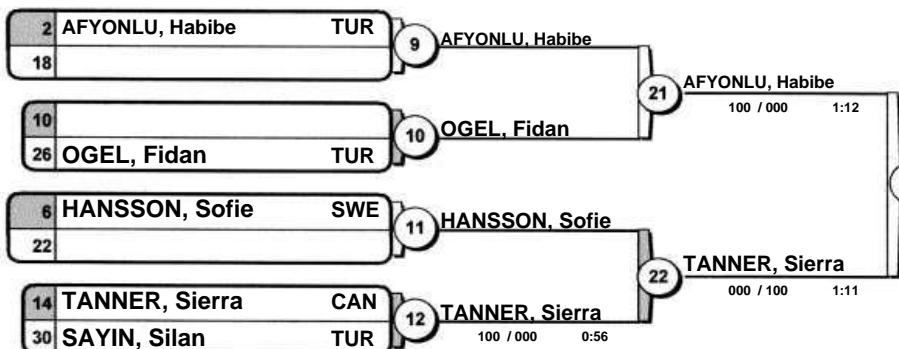 2 AFYONLU, Habibe TUR
18
9
AFYONLU, Habibe
10
26 OGEL, Fidan TUR
10
OGEL, Fidan
21
AFYONLU, Habibe
100 / 000 1:12
6 HANSSON, Sofie SWE
22
11
HANSSON, Sofie
14 TANNER, Sierra CAN
30 SAYIN, Silan TUR
12
TANNER, Sierra
100 / 000 0:56
22
TANNER, Sierra
000 / 100 1:11